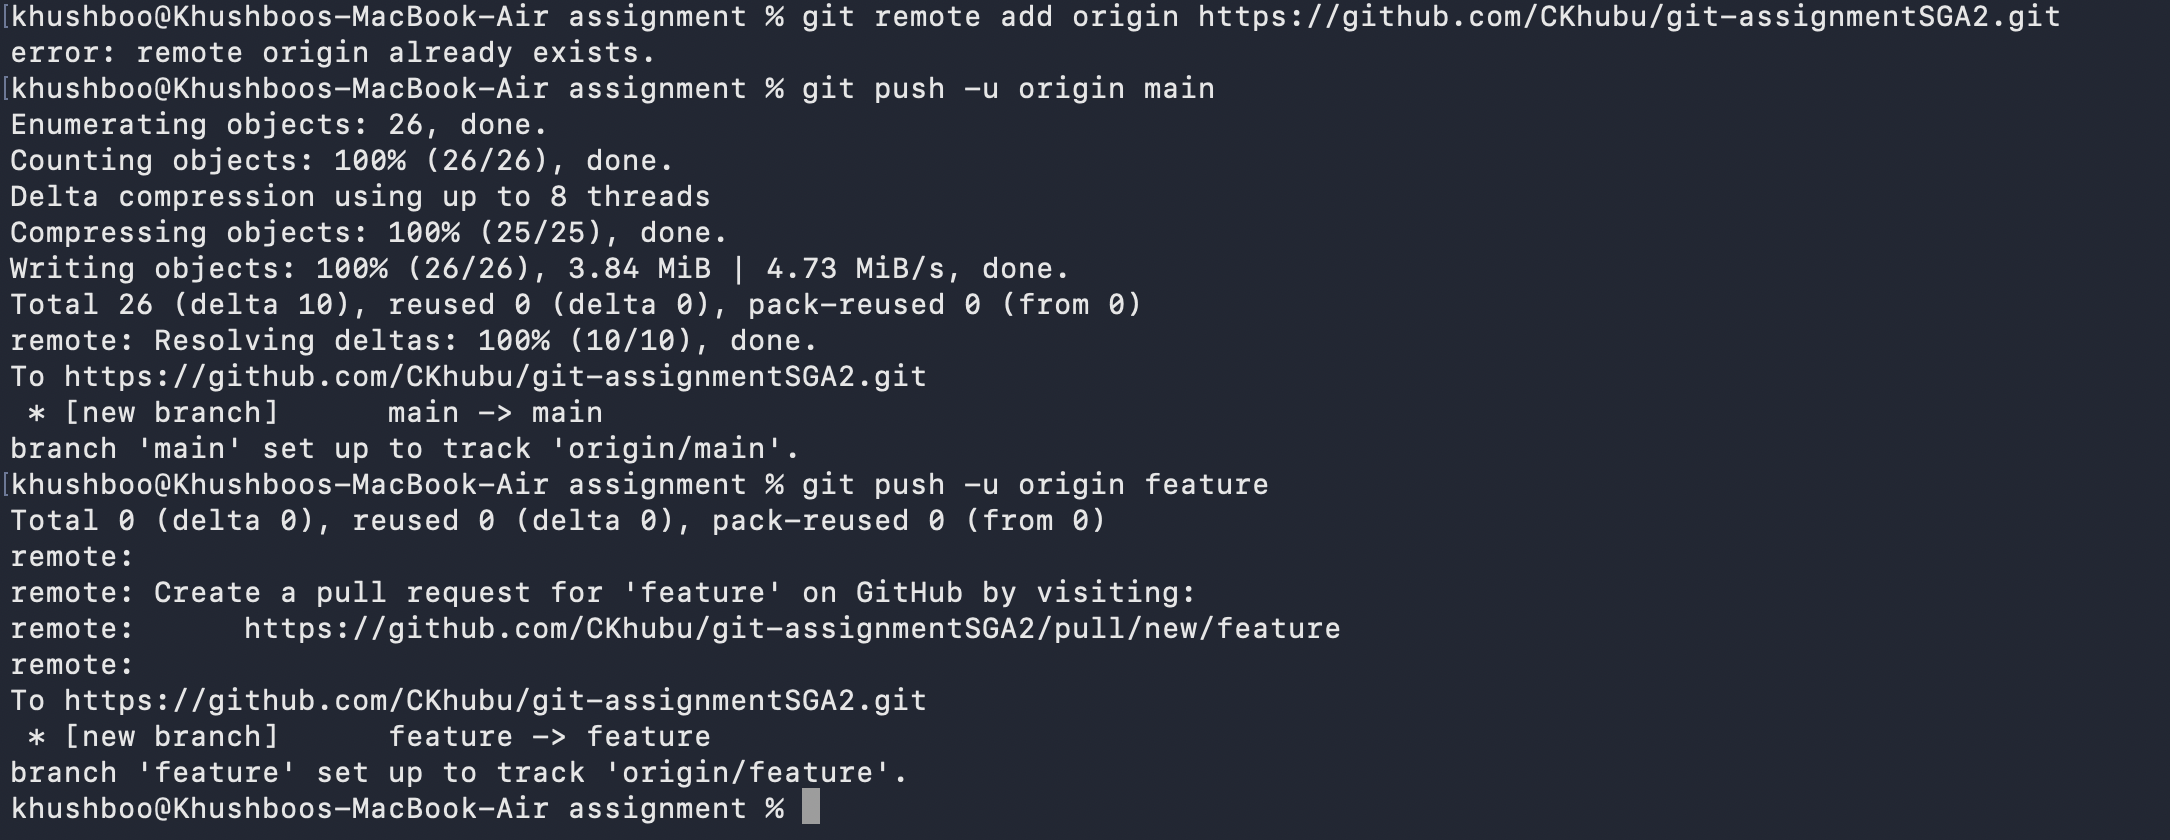 [khushboo@Khushboos-MacBook-Air assignment % git remote add origin https://github.com/CKhubu/git-assignmentSGA2.git
error: remote origin already exists.
[khushboo@Khushboos-MacBook-Air assignment % git push -u origin main
Enumerating objects: 26, done.
Counting objects: 100% (26/26), done.
Delta compression using up to 8 threads
Compressing objects: 100% (25/25), done.
Writing objects: 100% (26/26), 3.84 MiB | 4.73 MiB/s, done.
Total 26 (delta 10), reused 0 (delta 0), pack-reused 0 (from 0)
remote: Resolving deltas: 100% (10/10), done.
To https://github.com/CKhubu/git-assignmentSGA2.git
 * [new branch]      main -> main
branch 'main' set up to track 'origin/main'.
[khushboo@Khushboos-MacBook-Air assignment % git push -u origin feature
Total 0 (delta 0), reused 0 (delta 0), pack-reused 0 (from 0)
remote:
remote: Create a pull request for 'feature' on GitHub by visiting:
remote:      https://github.com/CKhubu/git-assignmentSGA2/pull/new/feature
remote:
To https://github.com/CKhubu/git-assignmentSGA2.git
 * [new branch]      feature -> feature
branch 'feature' set up to track 'origin/feature'.
khushboo@Khushboos-MacBook-Air assignment %